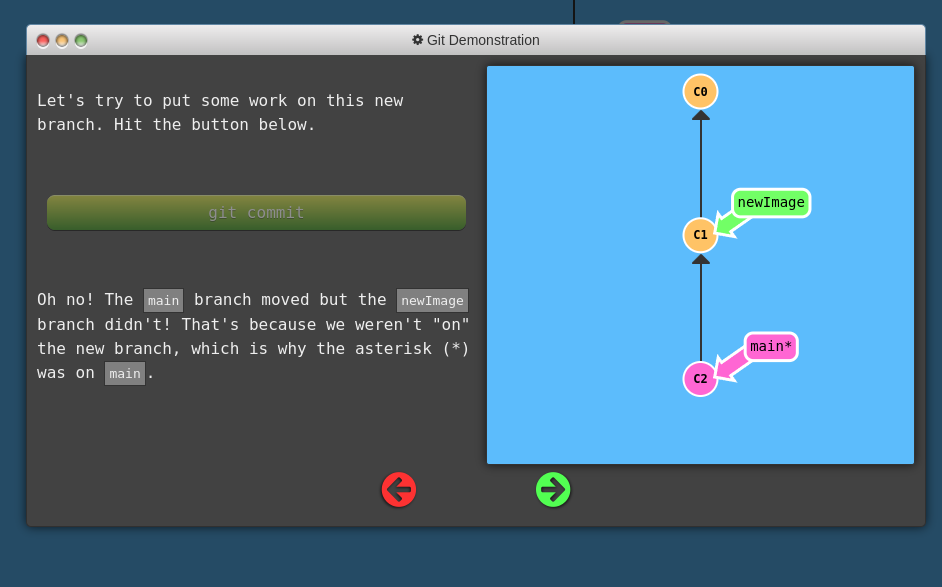 Git Demonstration
Let's try to put some work on this new
branch. Hit the button below.
git commit
Oh no! The main branch moved but the newImage
branch didn't! That's because we weren't "on"
the new branch, which is why the asterisk (*)
was on main.
C0
newImage
C1
main*
C2